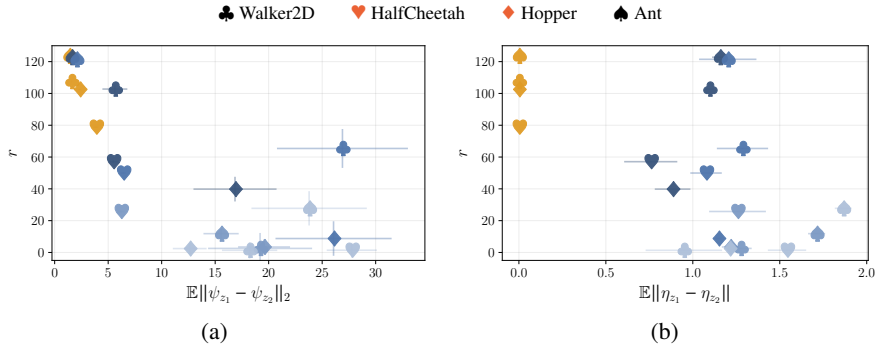 ♣ Walker2D ♥ HalfCheetah ♦ Hopper ♠ Ant
120
100
80
60
40
20
0
r
0 5 10 15 20 25 30
𝔼||ψ_{z_1} − ψ_{z_2}||_2
(a)
120
100
80
60
40
20
0
r
0.0 0.5 1.0 1.5 2.0
𝔼||η_{z_1} − η_{z_2}||
(b)